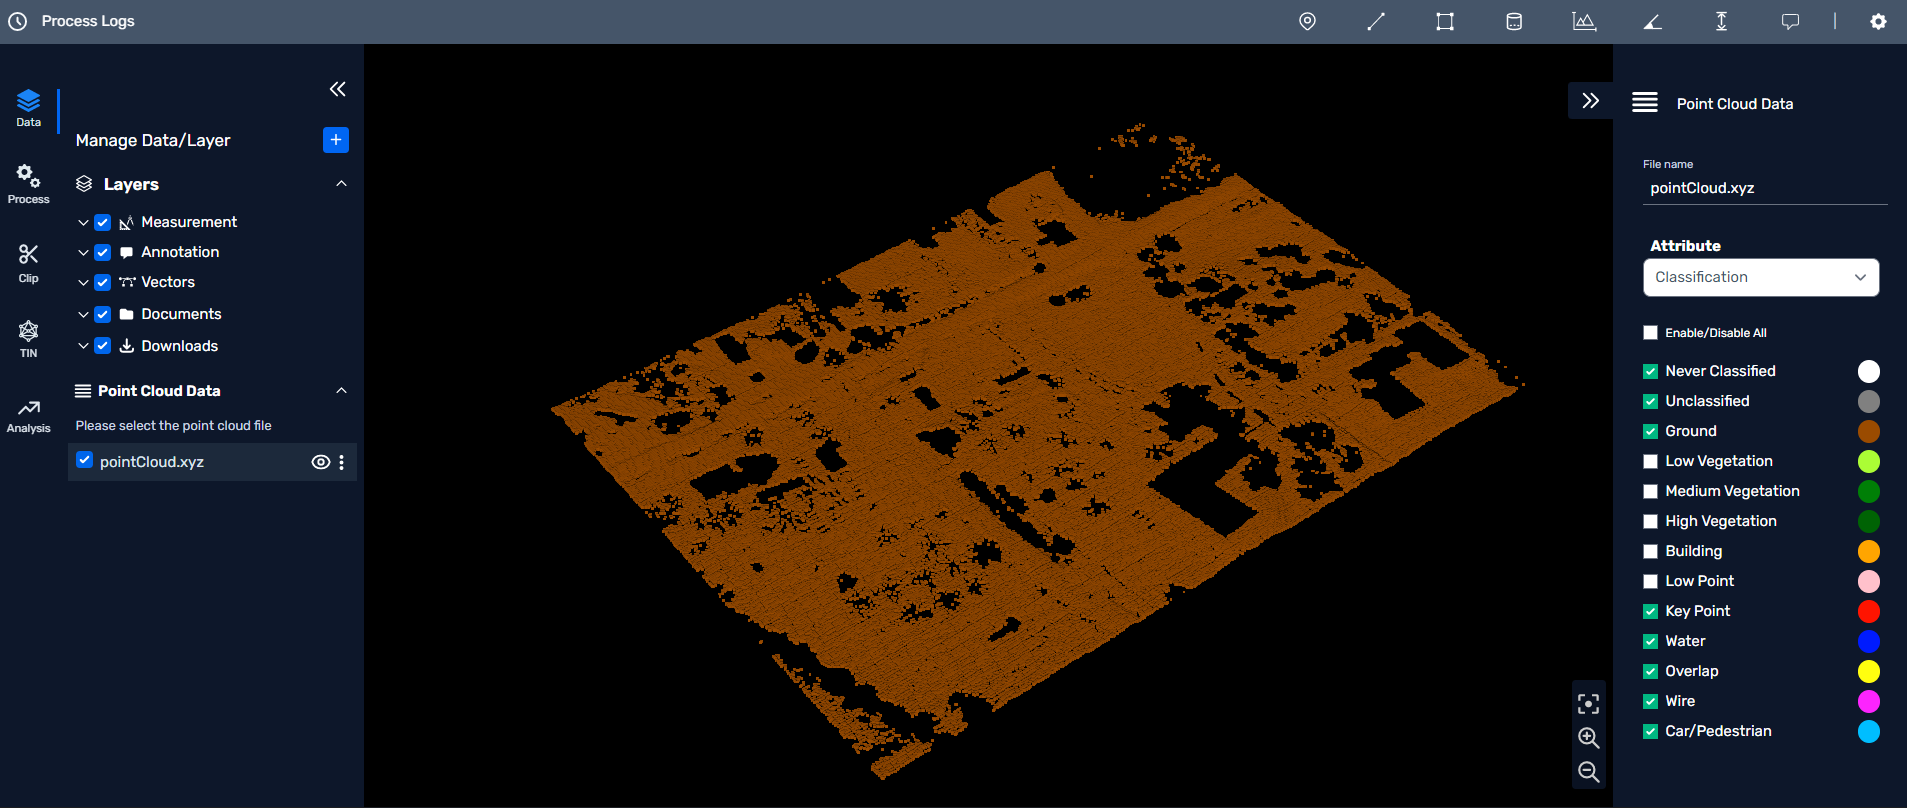 Process Logs
Data
Process
Clip
TIN
Analysis
Manage Data/Layer
Layers
Measurement
Annotation
Vectors
Documents
Downloads
Point Cloud Data
Please select the point cloud file
pointCloud.xyz
Point Cloud Data
File name
pointCloud.xyz
Attribute
Classification
Enable/Disable All
Never Classified
Unclassified
Ground
Low Vegetation
Medium Vegetation
High Vegetation
Building
Low Point
Key Point
Water
Overlap
Wire
Car/Pedestrian